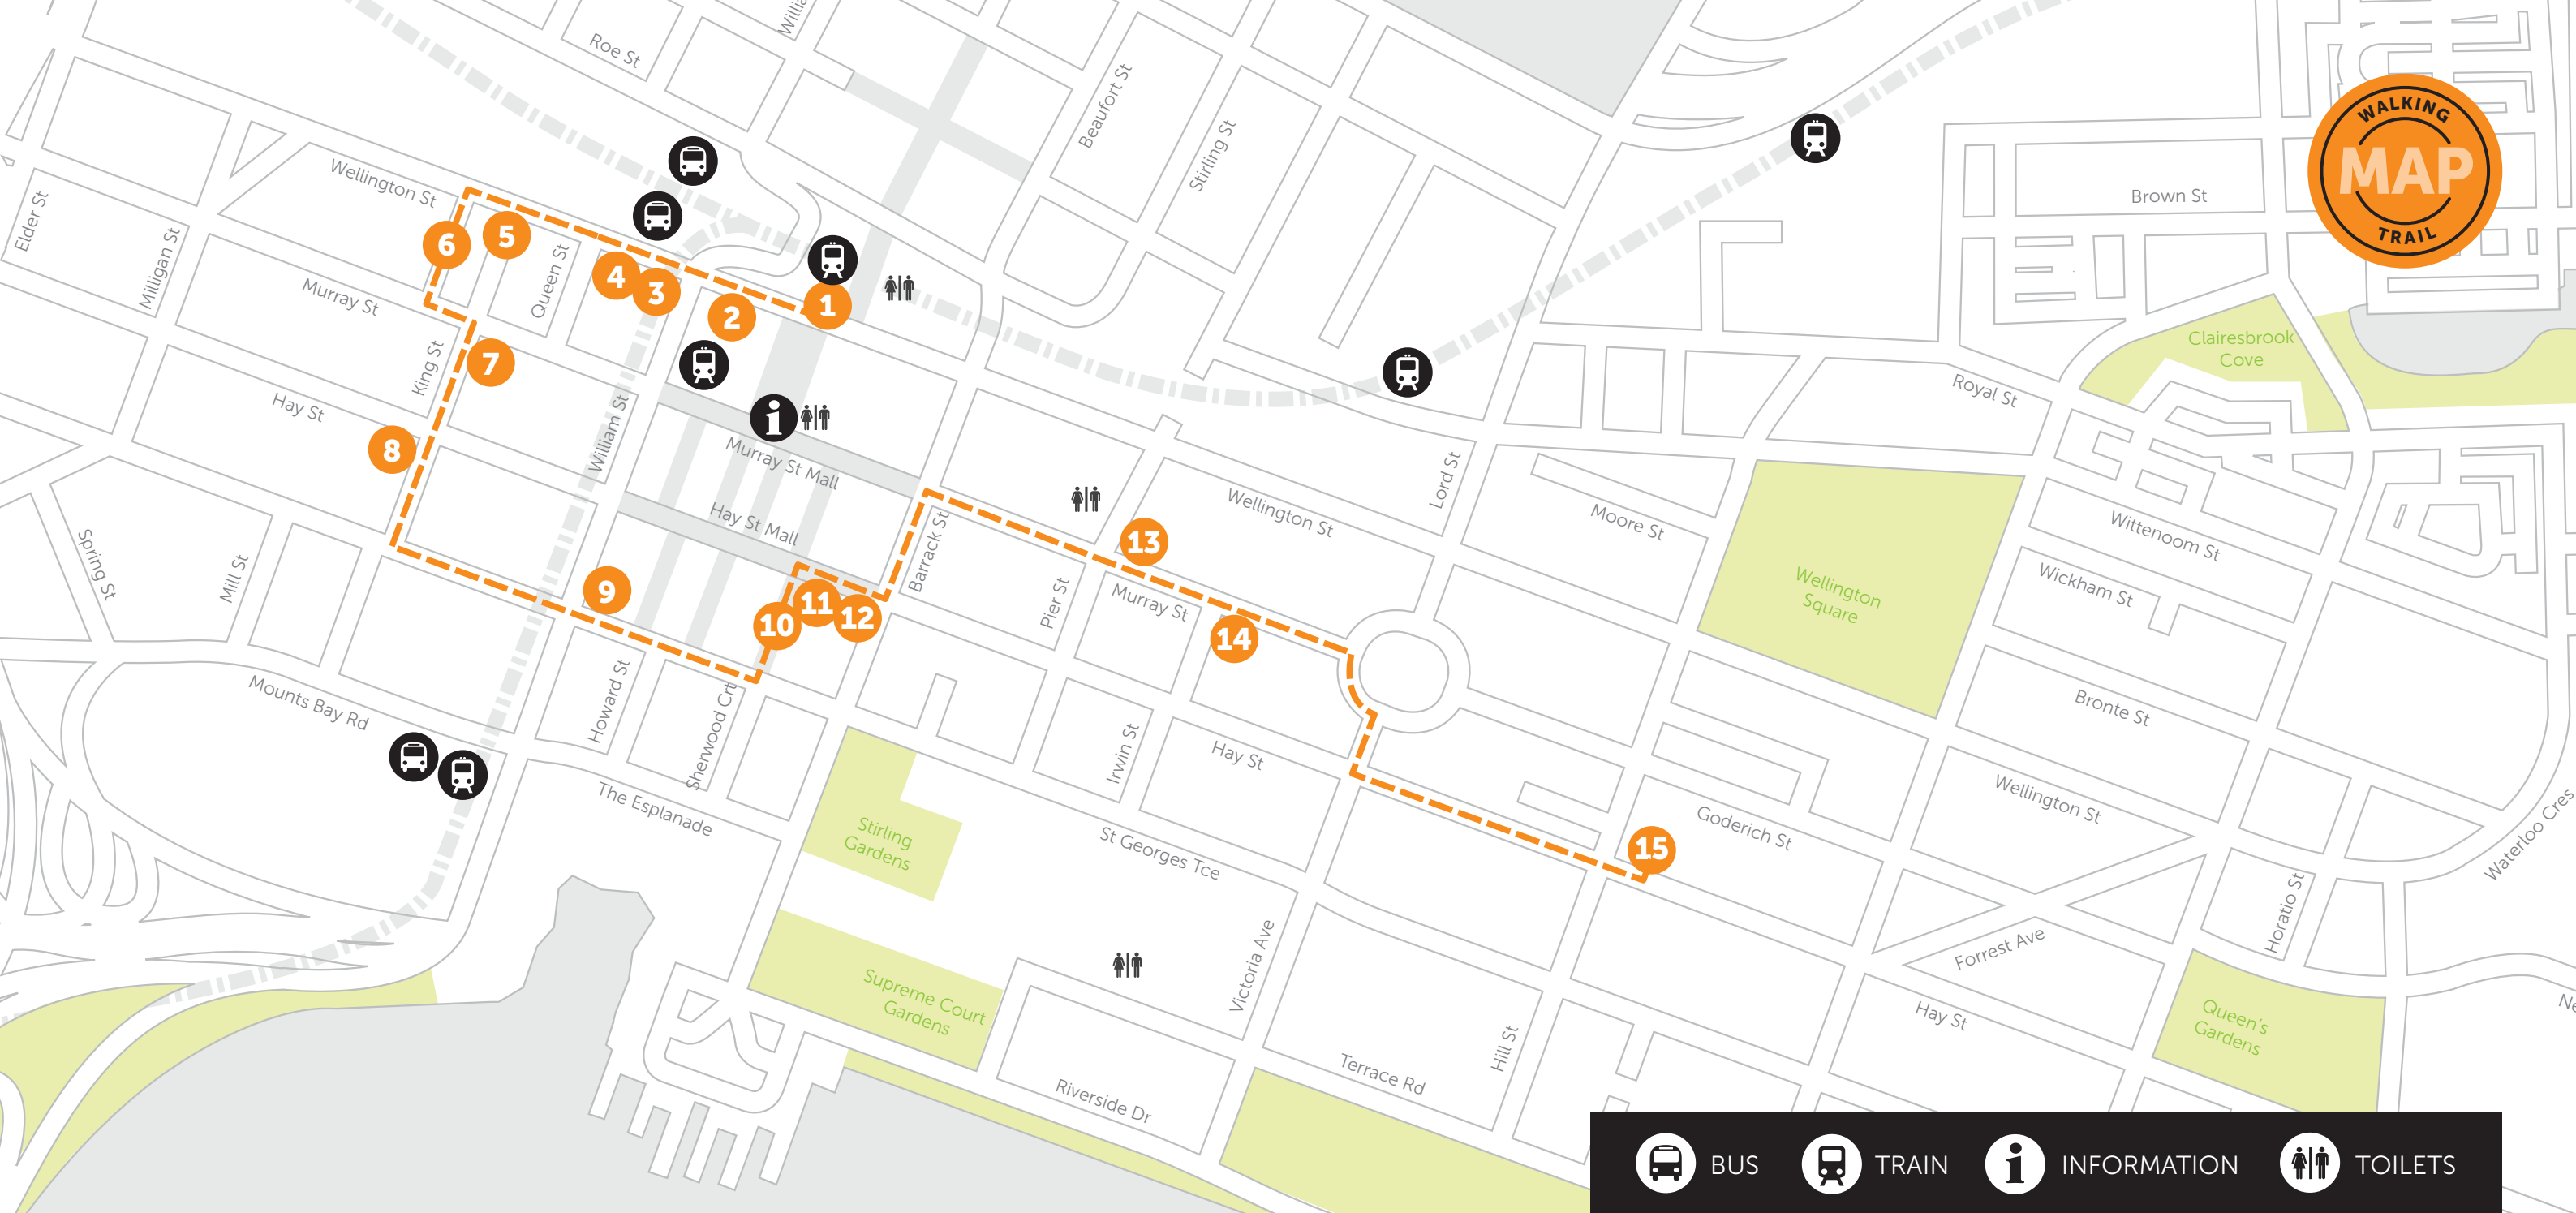 Roe St
Willia
Beaufort St
Stirling St
WALKING
MAP
TRAIL
Wellington St
Elder St
Milligan St
Murray St
Queen St
Brown St
6
5
4
3
2
1
7
King St
Hay St
8
William St
i
Murray St Mall
Hay St Mall
Clairesbrook
Cove
Royal St
Lord St
Wellington St
Moore St
Wittenoom St
Wickham St
Wellington
Square
Bronte St
Spring St
Mill St
9
10
11
12
Barrack St
Pier St
13
Murray St
14
Mounts Bay Rd
Howard St
Sherwood Crt
The Esplanade
Irwin St
Hay St
St Georges Tce
Stirling
Gardens
15
Goderich St
Wellington St
Waterloo Cres
Horatio St
Forrest Ave
Hay St
Queen's
Gardens
Ne
Supreme Court
Gardens
Victoria Ave
Hill St
Terrace Rd
Riverside Dr
BUS
TRAIN
i
INFORMATION
TOILETS